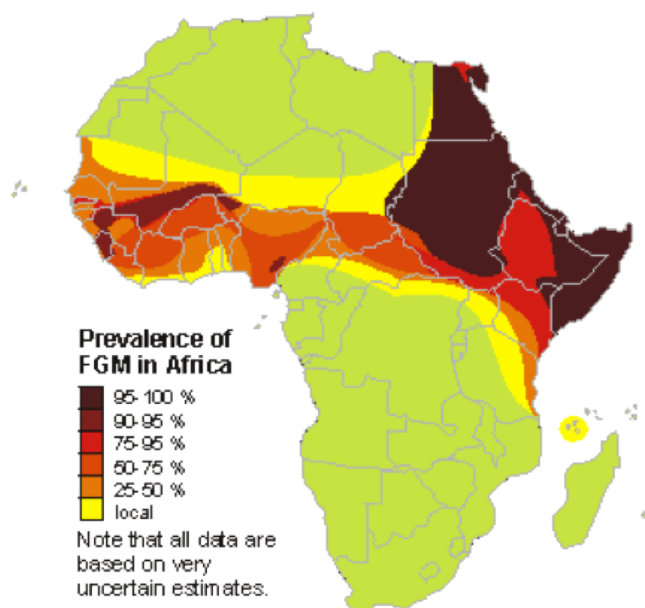 Prevalence of
FGM in Africa
95-100 %
90-95 %
75-95 %
50-75 %
25-50 %
local
Note that all data are
based on very
uncertain estimates.